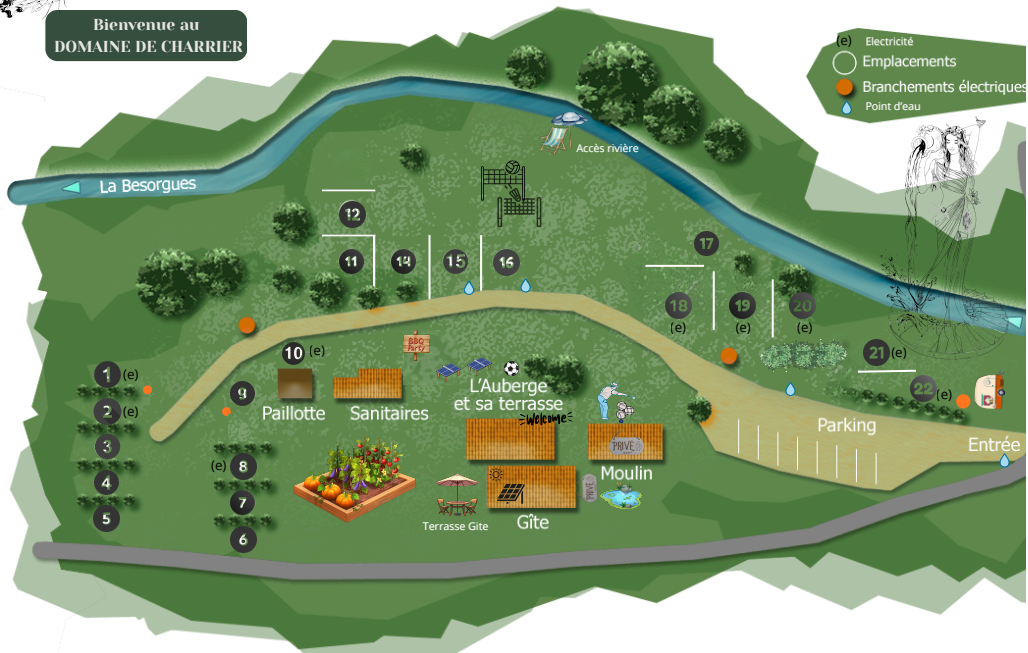 Bienvenue au
DOMAINE DE CHARRIER
(e) Electricité
Emplacements
Branchements électriques
Point d'eau
Accès rivière
La Besorgues
12
17
11
14
15
16
18
(e)
19
(e)
20
(e)
BBQ
Party
10 (e)
21 (e)
1 (e)
22 (e)
9
L'Auberge
et sa terrasse
Welcome
2 (e)
Paillotte
Sanitaires
Parking
3
PRIVÉ
Entrée
(e) 8
Moulin
4
PRIVÉ
7
5
Terrasse Gite
Gîte
6